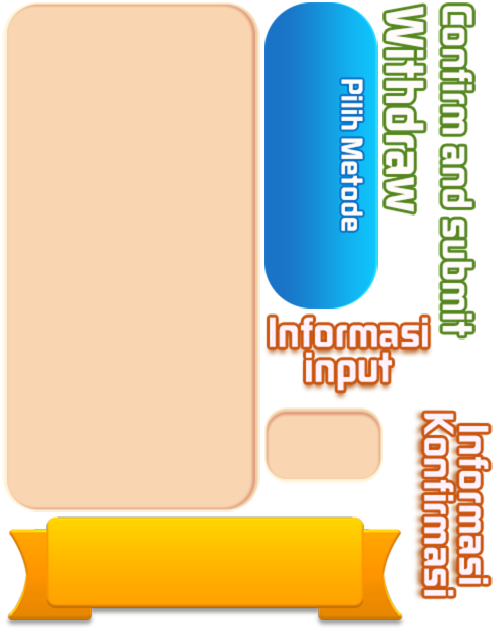 Pilih Metode
Withdraw
Confirm and submit
Informasi
input
Informasi
Konfirmasi